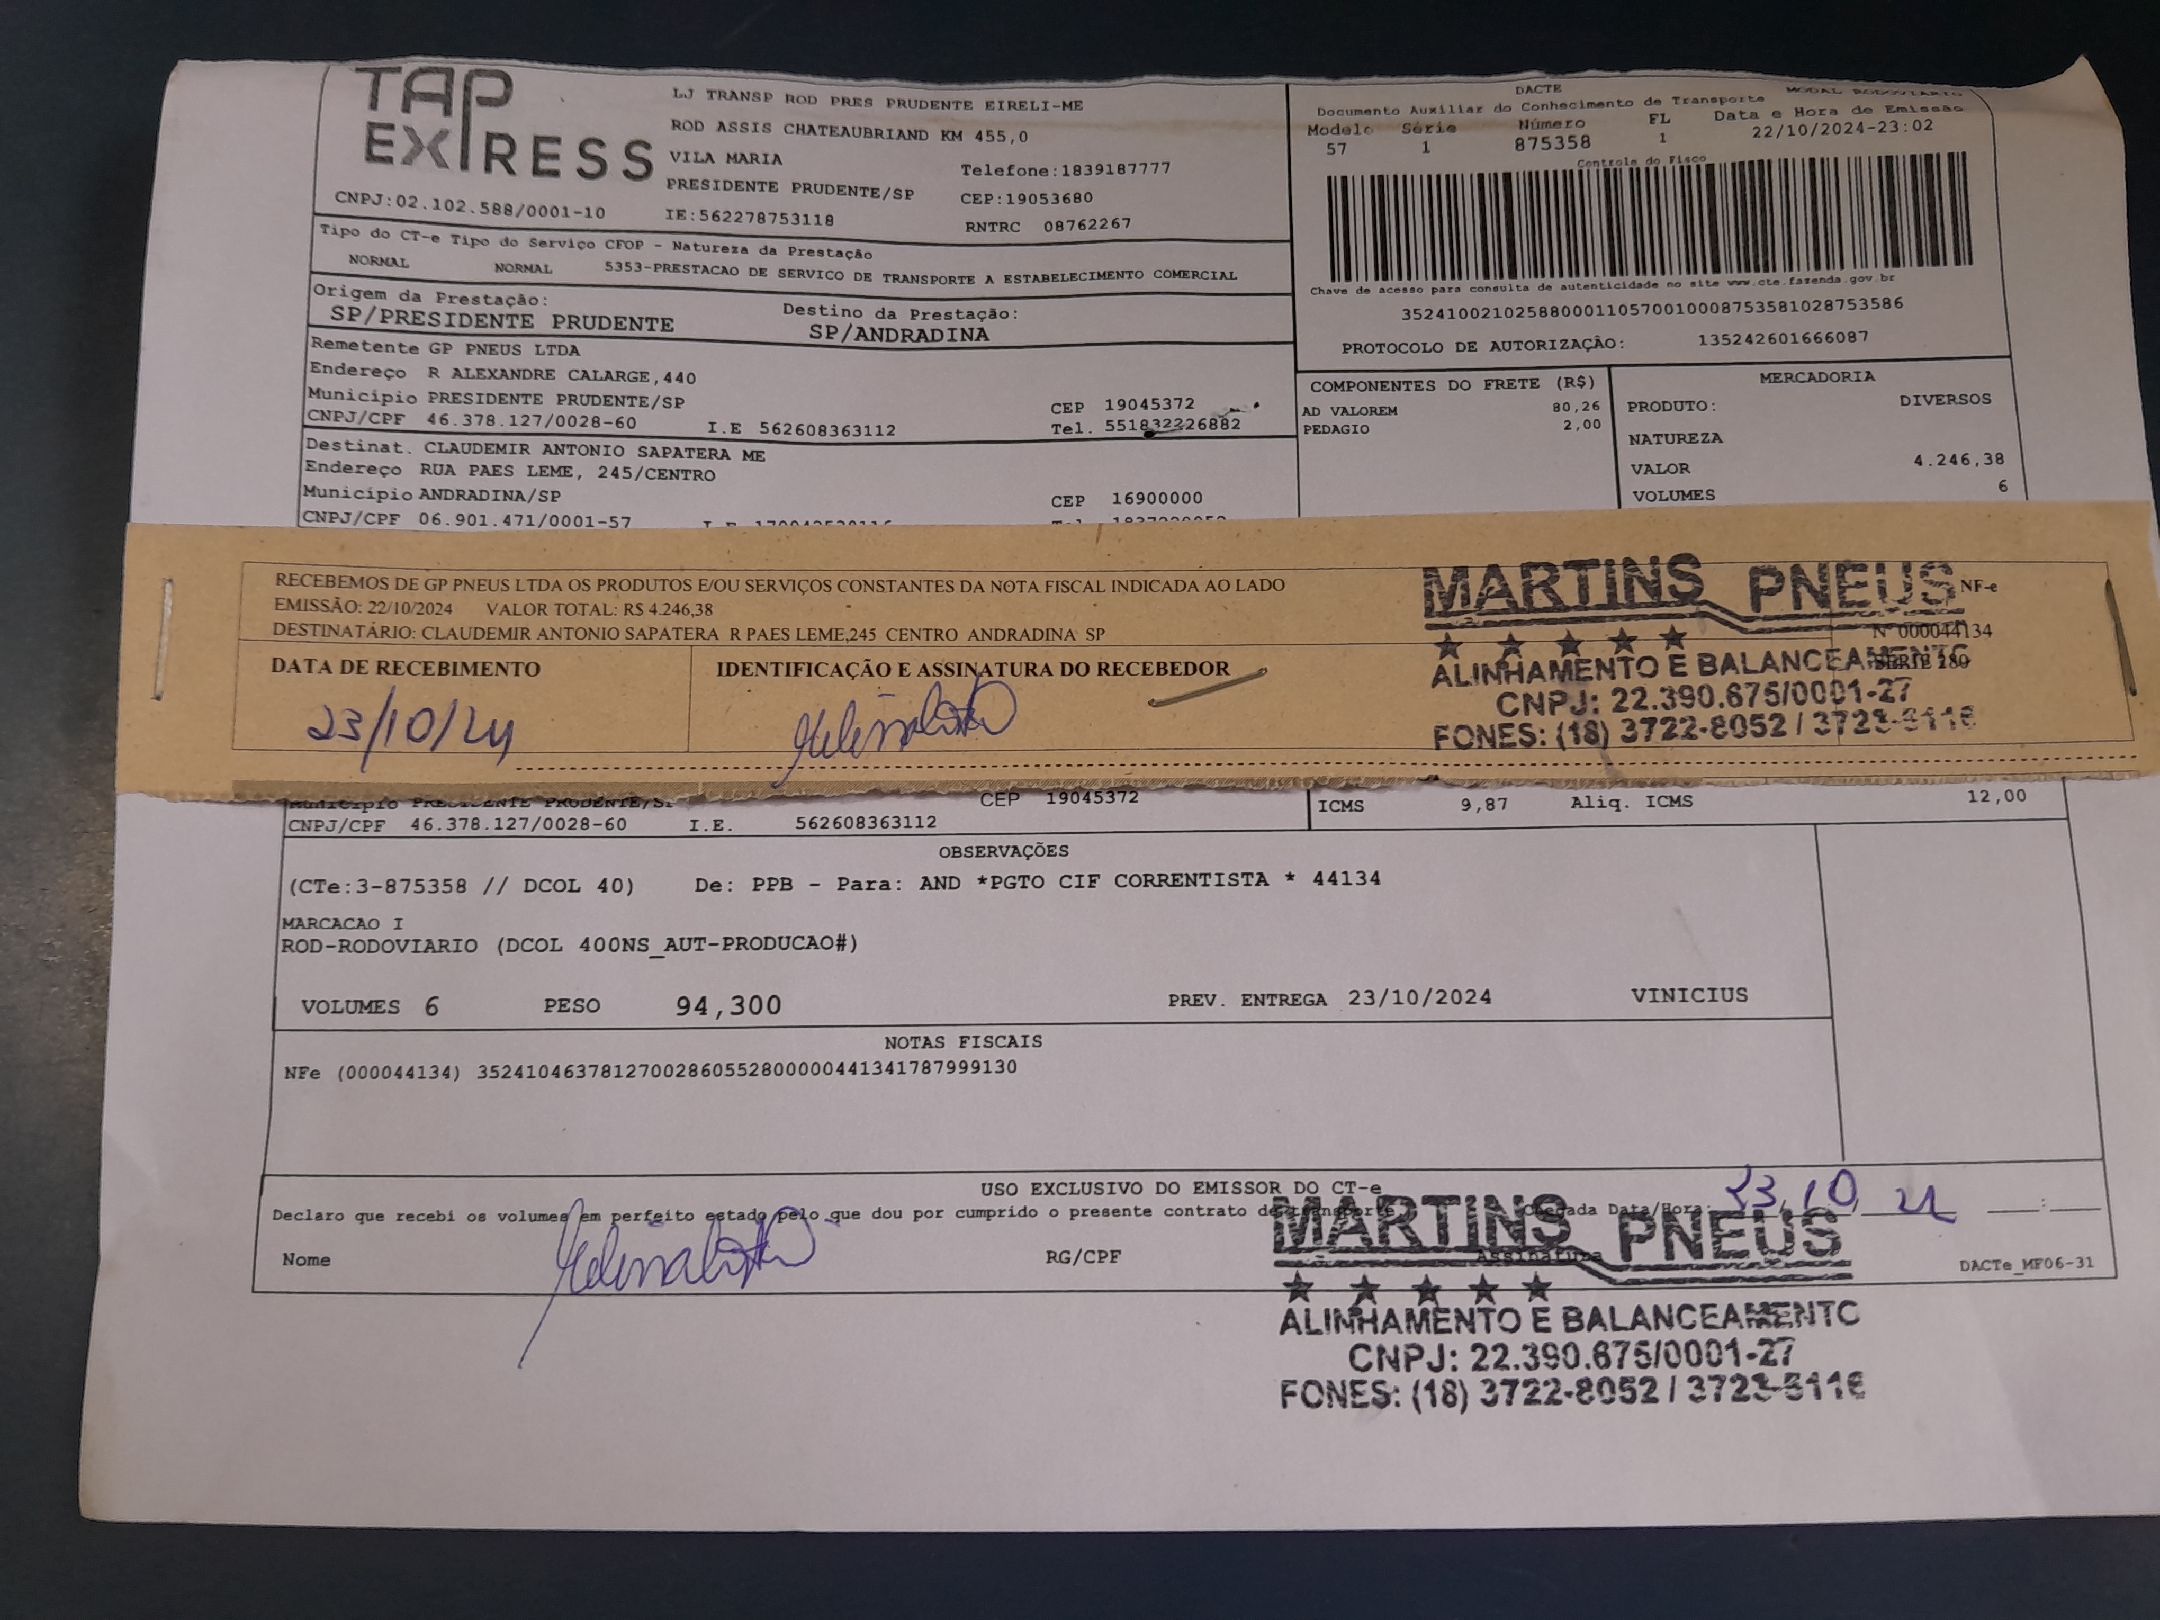 TAP
EXPRESS
LJ TRANSP ROD PRES PRUDENTE EIRELI-ME
ROD ASSIS CHATEAUBRIAND KM 455,0
VILA MARIA
Telefone:1839187777
PRESIDENTE PRUDENTE/SP
CEP:19053680
CNPJ:02.102.588/0001-10
IE:562278753118
RNTRC 08762267
DACTE
MODAL RODOVIARIO
Documento Auxiliar do Conhecimento de Transporte
Modelo Série Número FL Data e Hora de Emissão
57 1 875358 1 22/10/2024-23:02
Controle do Fisco
Chave de acesso para consulta de autenticidade no site www.cte.fazenda.gov.br
35241002102588000110570010008753581028753586
PROTOCOLO DE AUTORIZAÇÃO: 135242601666087
Tipo do CT-e Tipo do Serviço CFOP - Natureza da Prestação
NORMAL NORMAL 5353-PRESTACAO DE SERVICO DE TRANSPORTE A ESTABELECIMENTO COMERCIAL
Origem da Prestação: Destino da Prestação:
SP/PRESIDENTE PRUDENTE SP/ANDRADINA
Remetente GP PNEUS LTDA
Endereço R ALEXANDRE CALARGE,440
Município PRESIDENTE PRUDENTE/SP CEP 19045372
CNPJ/CPF 46.378.127/0028-60 I.E 562608363112 Tel. 551832226882
Destinat. CLAUDEMIR ANTONIO SAPATERA ME
Endereço RUA PAES LEME, 245/CENTRO
Município ANDRADINA/SP CEP 16900000
CNPJ/CPF 06.901.471/0001-57
COMPONENTES DO FRETE (R$)
AD VALOREM 80,26
PEDAGIO 2,00
MERCADORIA
PRODUTO: DIVERSOS
NATUREZA
VALOR 4.246,38
VOLUMES 6
RECEBEMOS DE GP PNEUS LTDA OS PRODUTOS E/OU SERVIÇOS CONSTANTES DA NOTA FISCAL INDICADA AO LADO
EMISSÃO: 22/10/2024 VALOR TOTAL: R$ 4.246,38
DESTINATÁRIO: CLAUDEMIR ANTONIO SAPATERA R PAES LEME,245 CENTRO ANDRADINA SP
DATA DE RECEBIMENTO
IDENTIFICAÇÃO E ASSINATURA DO RECEBEDOR
23/10/24
NF-e
Nº 000044134
SÉRIE 280
MARTINS PNEUS
ALINHAMENTO E BALANCEAMENTO
CNPJ: 22.390.675/0001-27
FONES: (18) 3722-8052 / 3723-5116
Município PRESIDENTE PRUDENTE/SP CEP 19045372
CNPJ/CPF 46.378.127/0028-60 I.E. 562608363112
ICMS 9,87 Aliq. ICMS 12,00
OBSERVAÇÕES
(CTe:3-875358 // DCOL 40) De: PPB - Para: AND *PGTO CIF CORRENTISTA * 44134
MARCACAO I
ROD-RODOVIARIO (DCOL 400NS_AUT-PRODUCAO#)
VOLUMES 6 PESO 94,300 PREV. ENTREGA 23/10/2024 VINICIUS
NOTAS FISCAIS
NFe (000044134) 35241046378127002860552800000441341787999130
USO EXCLUSIVO DO EMISSOR DO CT-e
Declaro que recebi os volumes em perfeito estado pelo que dou por cumprido o presente contrato de transporte. Chegada Data/Hora: 23/10
Nome RG/CPF Assinatura
DACTe_MF06-31
MARTINS PNEUS
ALINHAMENTO E BALANCEAMENTO
CNPJ: 22.390.675/0001-27
FONES: (18) 3722-8052 / 3723-5116